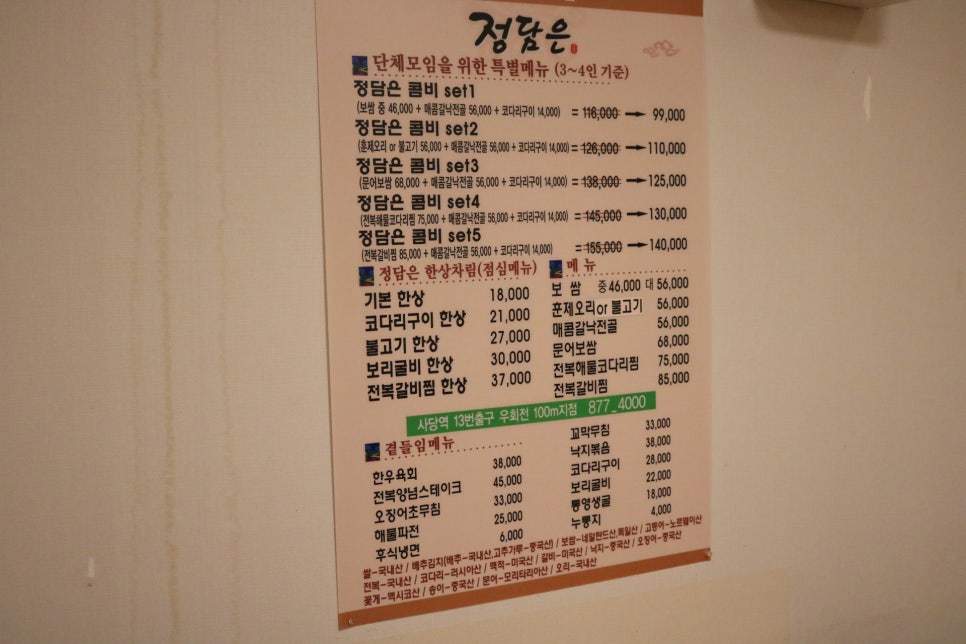 정담은
단체모임을 위한 특별메뉴 (3~4인 기준)
정담은 콤비 set1
(보쌈 중 46,000 + 매콤갈낙전골 56,000 + 코다리구이 14,000) = 116,000 → 99,000
정담은 콤비 set2
(훈제오리 or 불고기 56,000 + 매콤갈낙전골 56,000 + 코다리구이 14,000) = 126,000 → 110,000
정담은 콤비 set3
(문어보쌈 68,000 + 매콤갈낙전골 56,000 + 코다리구이 14,000) = 138,000 → 125,000
정담은 콤비 set4
(전복해물코다리찜 75,000 + 매콤갈낙전골 56,000 + 코다리구이 14,000) = 145,000 → 130,000
정담은 콤비 set5
(전복갈비찜 85,000 + 매콤갈낙전골 56,000 + 코다리구이 14,000) = 155,000 → 140,000
정담은 한상차림(점심메뉴)
기본 한상 18,000
코다리구이 한상 21,000
불고기 한상 27,000
보리굴비 한상 30,000
전복갈비찜 한상 37,000
메 뉴
보 쌈 중 46,000 대 56,000
훈제오리or 불고기 56,000
매콤갈낙전골 56,000
문어보쌈 68,000
전복해물코다리찜 75,000
전복갈비찜 85,000
사당역 13번출구 우회전 100m지점 877_4000
곁들임메뉴
한우육회 38,000
전복양념스테이크 45,000
오징어초무침 33,000
해물파전 25,000
후식냉면 6,000
꼬막무침 33,000
낙지볶음 38,000
코다리구이 28,000
보리굴비 22,000
통영생굴 18,000
누룽지 4,000
쌀-국내산 / 배추김치(배추-국내산,고추가루-중국산) / 보쌈-네덜란드산,독일산 / 고등어-노르웨이산
전복-국내산 / 코다리-러시아산 / 맥적-미국산 / 갈비-미국산 / 낙지-중국산 / 오징어-중국산
꽃게-멕시코산 / 송이-중국산 / 문어-모리타리아산 / 오리-국내산